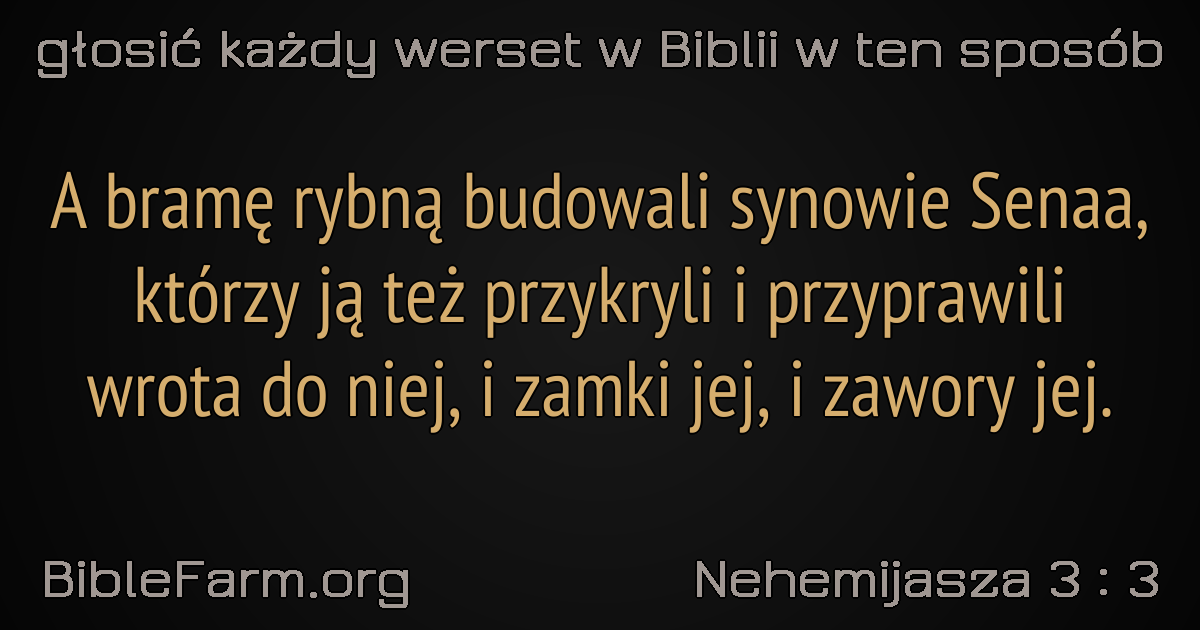 głosić każdy werset w Biblii w ten sposób
A bramę rybną budowali synowie Senaa,
którzy ją też przykryli i przyprawili
wrota do niej, i zamki jej, i zawory jej.
BibleFarm.org
Nehemijasza 3 : 3